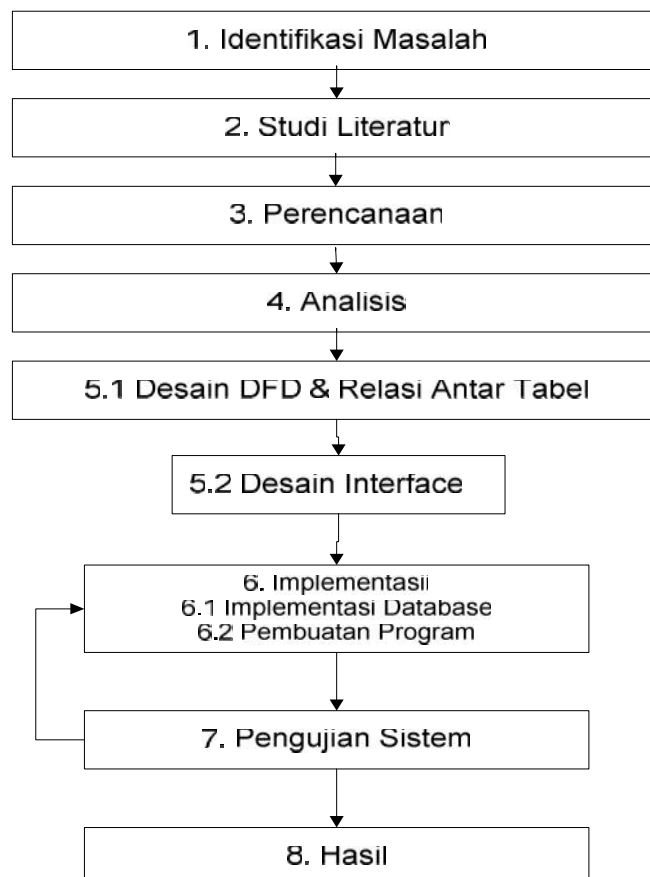 1. Identifikasi Masalah
2. Studi Literatur
3. Perencanaan
4. Analisis
5.1 Desain DFD & Relasi Antar Tabel
5.2 Desain Interface
6. Implementasii
6.1 Implementasi Database
6.2 Pembuatan Program
7. Pengujian Sistem
8. Hasil